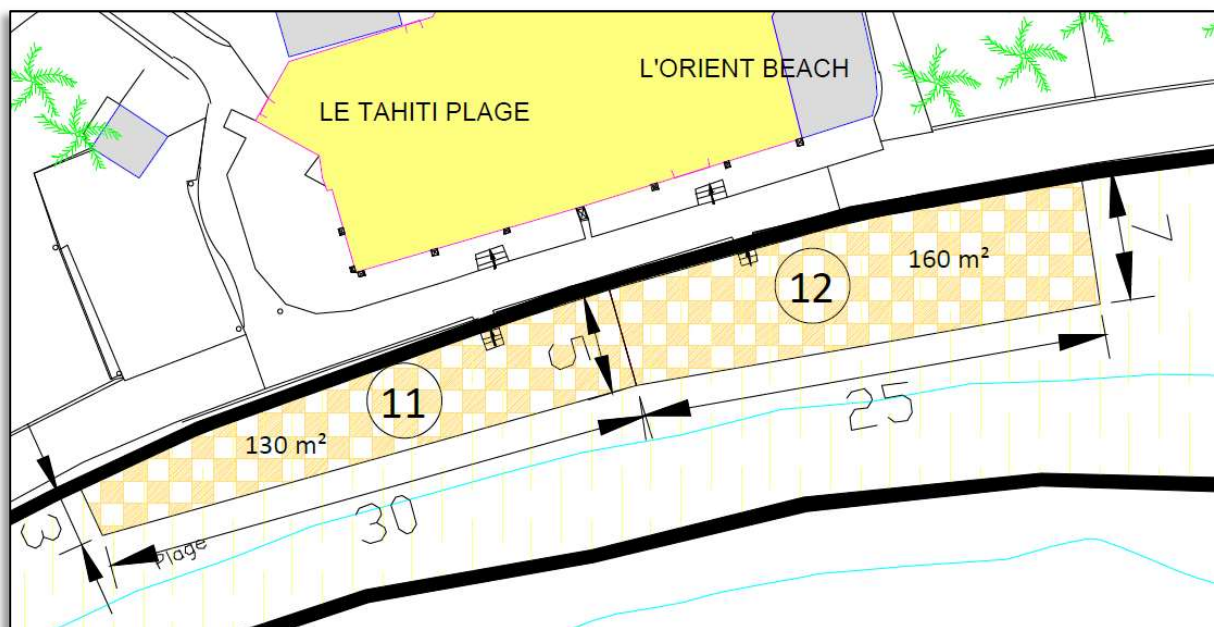 L'ORIENT BEACH
LE TAHITI PLAGE
160 m²
12
7
5
11
25
130 m²
30
3
Plage